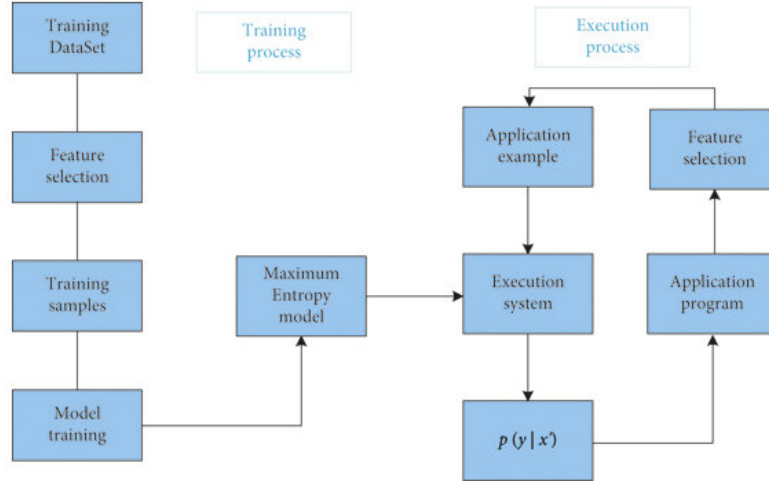 Training
DataSet
Training
process
Execution
process
Feature
selection
Application
example
Feature
selection
Training
samples
Maximum
Entropy
model
Execution
system
Application
program
Model
training
p (y | x')